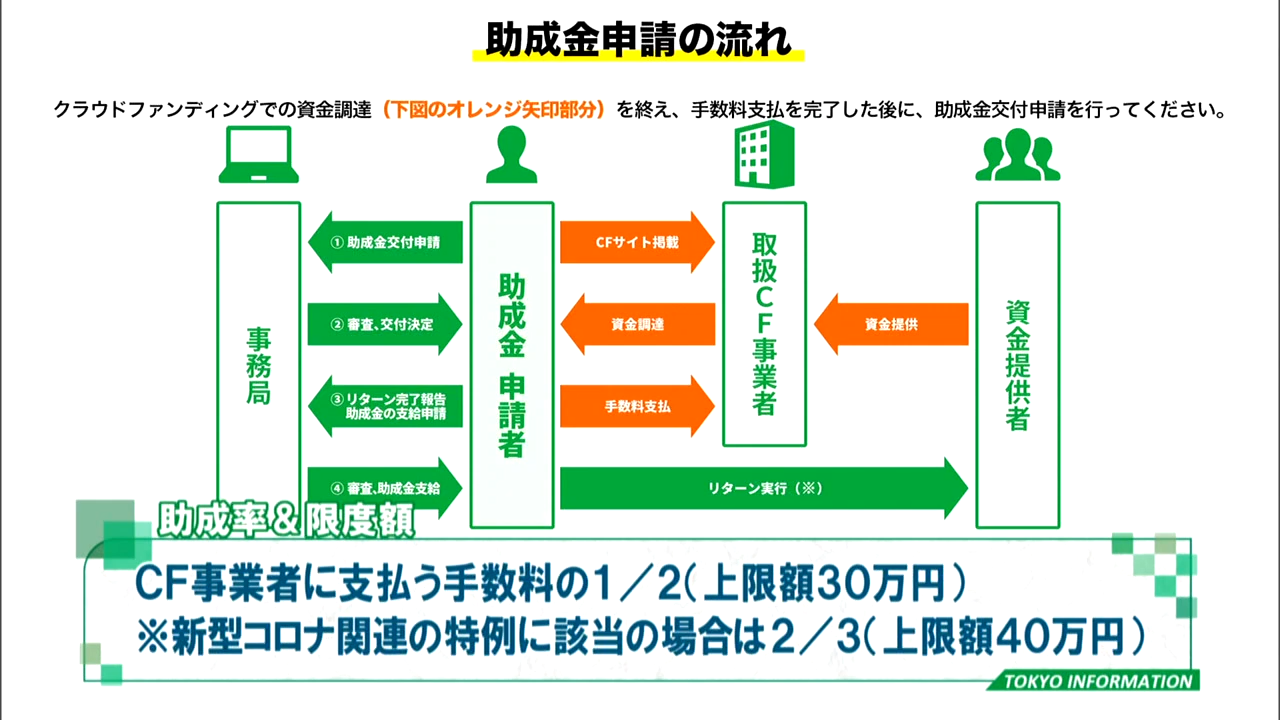 助成金申請の流れ
クラウドファンディングでの資金調達（下図のオレンジ矢印部分）を終え、手数料支払を完了した後に、助成金交付申請を行ってください。
事務局
① 助成金交付申請
② 審査、交付決定
③ リターン完了報告
助成金の支給申請
④ 審査、助成金支給
助成金 申請者
CFサイト掲載
資金調達
手数料支払
リターン実行（※）
取扱CF事業者
資金提供
資金提供者
助成率＆限度額
CF事業者に支払う手数料の1／2（上限額30万円）
※新型コロナ関連の特例に該当の場合は2／3（上限額40万円）
TOKYO INFORMATION